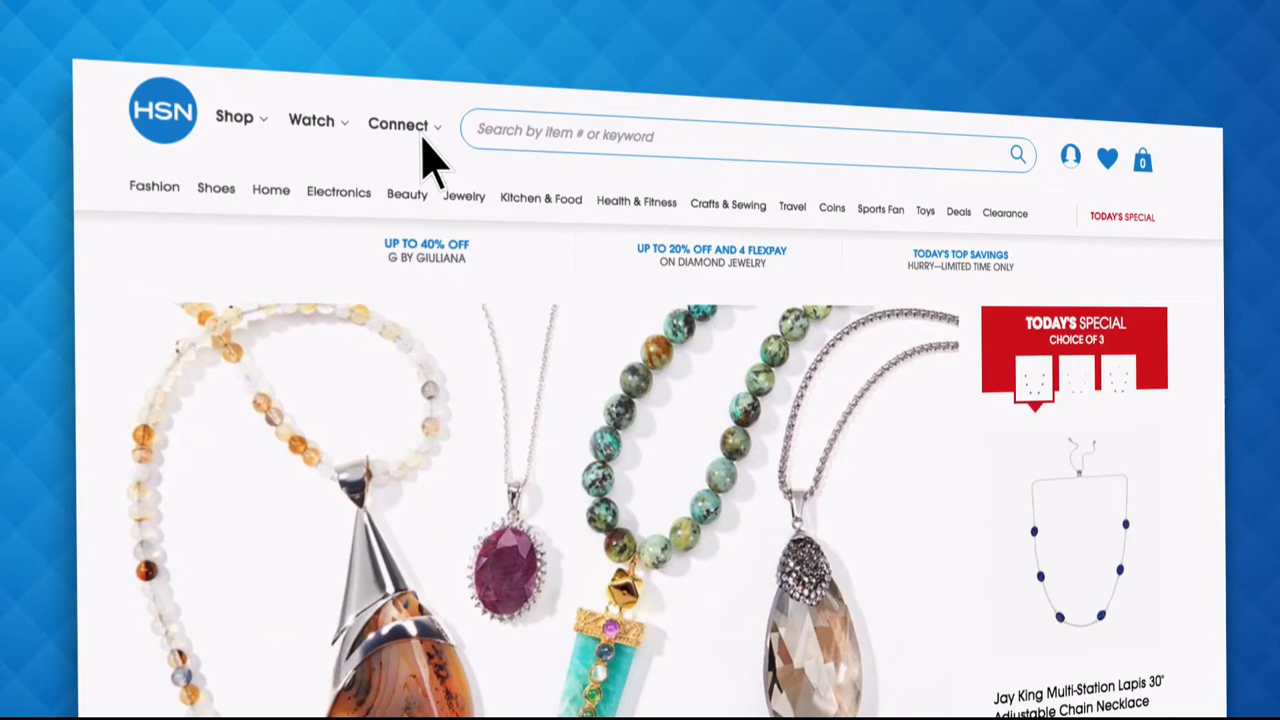 HSN
Shop Watch Connect
Search by item # or keyword
0
Fashion Shoes Home Electronics Beauty Jewelry Kitchen & Food Health & Fitness Crafts & Sewing Travel Coins Sports Fan Toys Deals Clearance TODAY'S SPECIAL
UP TO 40% OFF
G BY GIULIANA
UP TO 20% OFF AND 4 FLEXPAY
ON DIAMOND JEWELRY
TODAY'S TOP SAVINGS
HURRY—LIMITED TIME ONLY
TODAY'S SPECIAL
CHOICE OF 3
Jay King Multi-Station Lapis 30"
Adjustable Chain Necklace